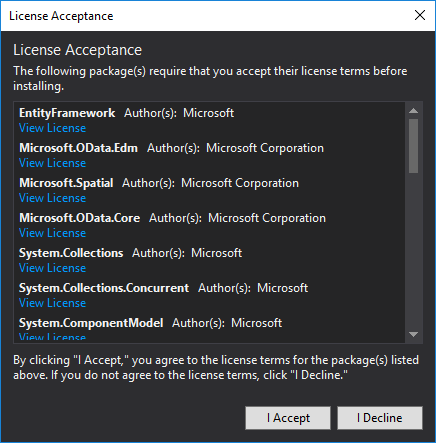 License Acceptance
License Acceptance
The following package(s) require that you accept their license terms before
installing.
EntityFramework Author(s): Microsoft
View License
Microsoft.OData.Edm Author(s): Microsoft Corporation
View License
Microsoft.Spatial Author(s): Microsoft Corporation
View License
Microsoft.OData.Core Author(s): Microsoft Corporation
View License
System.Collections Author(s): Microsoft
View License
System.Collections.Concurrent Author(s): Microsoft
View License
System.ComponentModel Author(s): Microsoft
View License
By clicking "I Accept," you agree to the license terms for the package(s) listed
above. If you do not agree to the license terms, click "I Decline."
I Accept I Decline